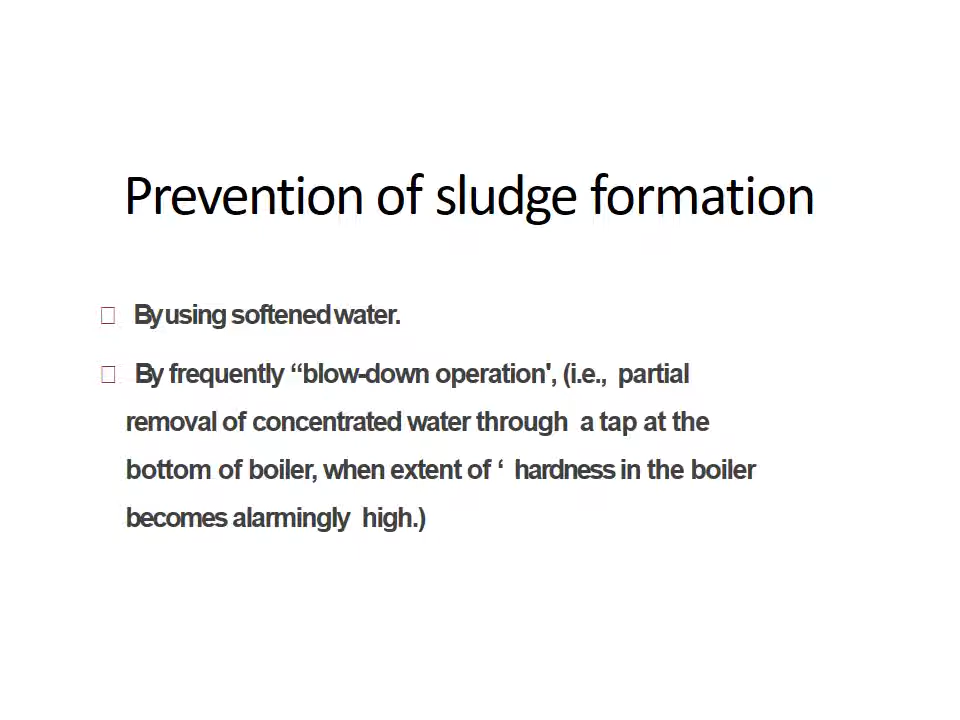 Prevention of sludge formation
By using softened water.
By frequently “blow-down operation', (i.e., partial
removal of concentrated water through a tap at the
bottom of boiler, when extent of ‘ hardness in the boiler
becomes alarmingly high.)